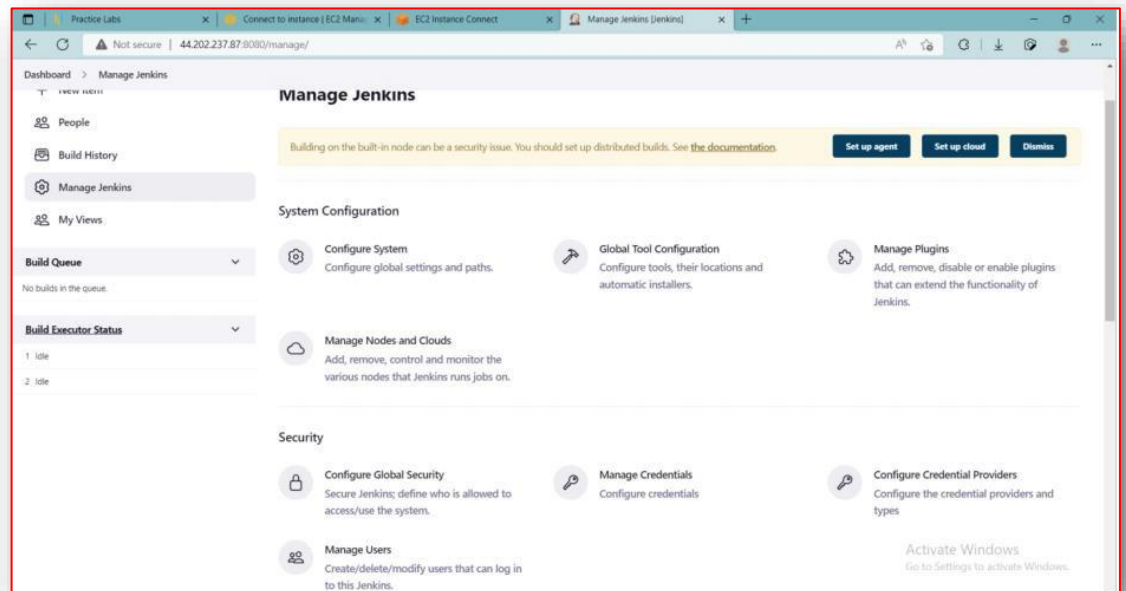 Practice Labs
Connect to instance | EC2 Mana
EC2 Instance Connect
Manage Jenkins [Jenkins]
Not secure | 44.202.237.87:8080/manage/
Dashboard > Manage Jenkins
New Item
People
Build History
Manage Jenkins
My Views
Build Queue
No builds in the queue.
Build Executor Status
1 Idle
2 Idle
Manage Jenkins
Building on the built-in node can be a security issue. You should set up distributed builds. See the documentation.
Set up agent
Set up cloud
Dismiss
System Configuration
Configure System
Configure global settings and paths.
Global Tool Configuration
Configure tools, their locations and
automatic installers.
Manage Plugins
Add, remove, disable or enable plugins
that can extend the functionality of
Jenkins.
Manage Nodes and Clouds
Add, remove, control and monitor the
various nodes that Jenkins runs jobs on.
Security
Configure Global Security
Secure Jenkins; define who is allowed to
access/use the system.
Manage Credentials
Configure credentials
Configure Credential Providers
Configure the credential providers and
types
Manage Users
Create/delete/modify users that can log in
to this Jenkins.
Activate Windows
Go to Settings to activate Windows.